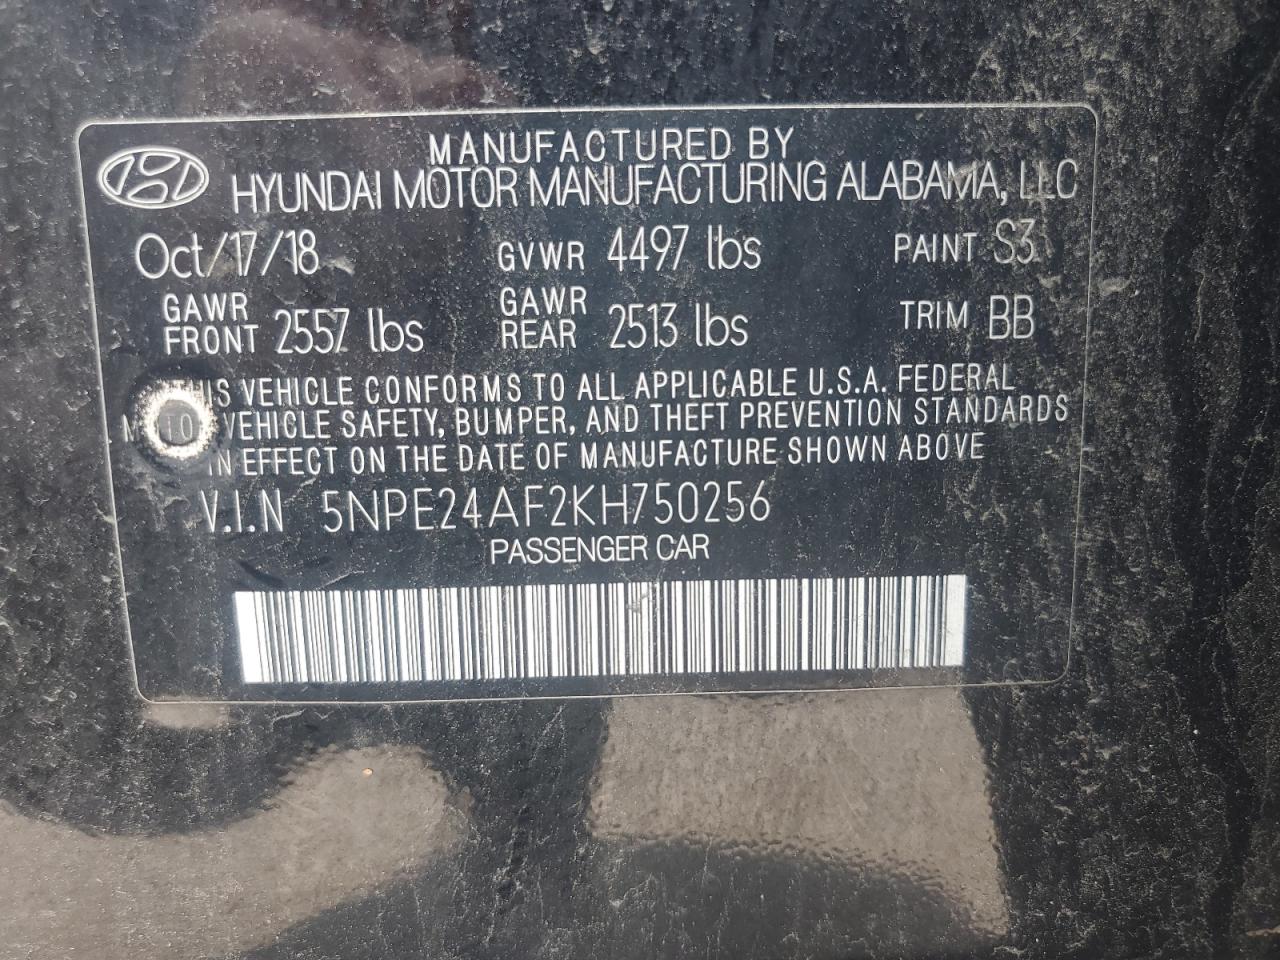 MANUFACTURED BY
HYUNDAI MOTOR MANUFACTURING ALABAMA, LLC
Oct/17/18 GVWR 4497 lbs PAINT S3
GAWR FRONT 2557 lbs GAWR REAR 2513 lbs TRIM BB
VEHICLE CONFORMS TO ALL APPLICABLE U.S.A. FEDERAL
VEHICLE SAFETY, BUMPER, AND THEFT PREVENTION STANDARDS
IN EFFECT ON THE DATE OF MANUFACTURE SHOWN ABOVE
V.I.N 5NPE24AF2KH750256
PASSENGER CAR